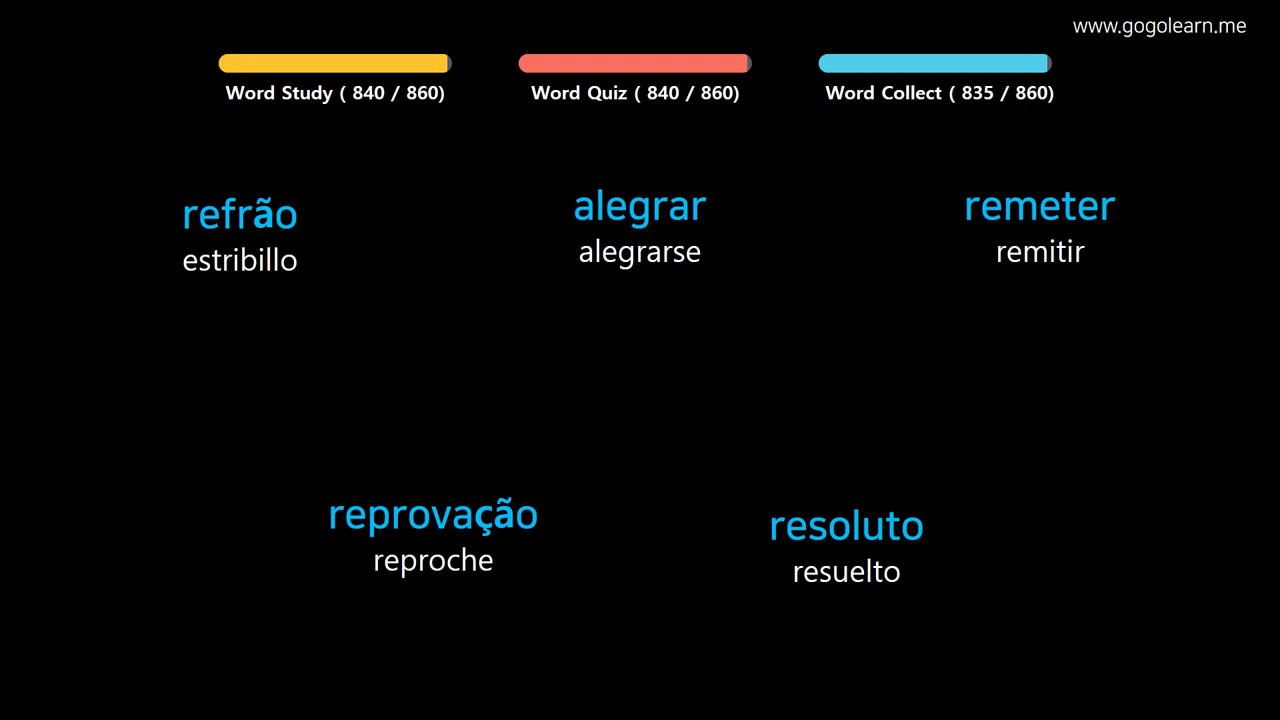 www.gogolearn.me
Word Study ( 840 / 860)
Word Quiz ( 840 / 860)
Word Collect ( 835 / 860)
refrão
estribillo
alegrar
alegrarse
remeter
remitir
reprovação
reproche
resoluto
resuelto